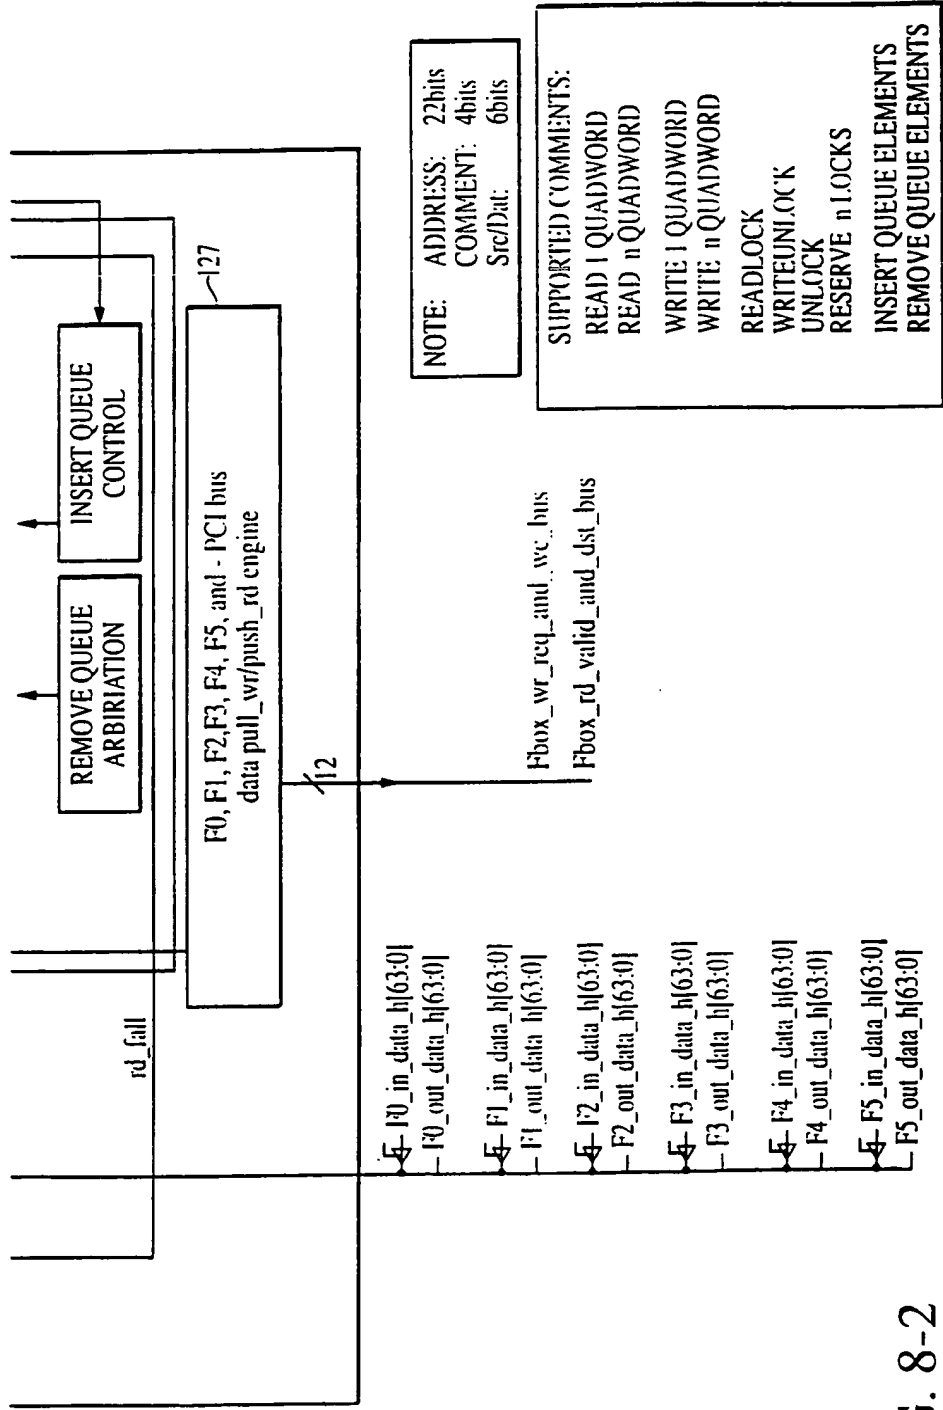 INSERT QUEUE
CONTROL
REMOVE QUEUE
ARBIRIATION
rd_fall
127
F0, F1, F2,F3, F4, F5, and - PCI bus
data pull_wr/push_rd engine
12
Fbox_wr_req_and_wc_bus
Fbox_rd_valid_and_dst_bus
F0_in_data_h[63:0]
F0_out_data_h[63:0]
F1_in_data_h[63:0]
F1_out_data h[63:0]
F2_in_data_h[63:0]
F2_out_data_h[63:0]
F3_in_data_h[63:0]
F3_out_data_h[63:0]
F4_in_data_h[63:0]
F4_out_data_h[63:0]
F5_in_data_h[63:0]
F5_out_data_h[63:0]
NOTE: ADDRESS: 22bits
COMMENT: 4bits
Src/Dat: 6bits
SUPPORTED COMMENTS:
READ 1 QUADWORD
READ n QUADWORD
WRITE 1 QUADWORD
WRITE n QUADWORD
READLOCK
WRITEUNLOCK
UNLOCK
RESERVE n LOCKS
INSERT QUEUE ELEMENTS
REMOVE QUEUE ELEMENTS
8-2